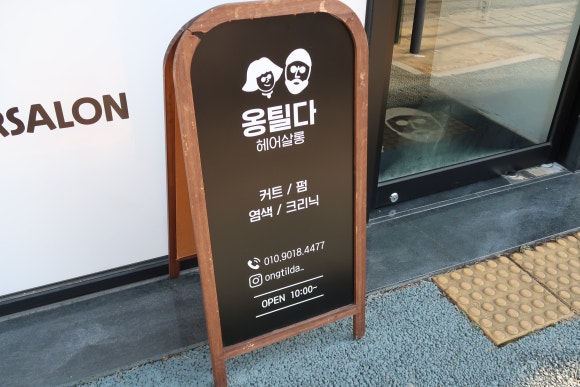 RSALON
옹틸다
헤어살롱
커트 / 펌
염색 / 크리닉
010.9018.4477
ongtilda_
OPEN 10:00~